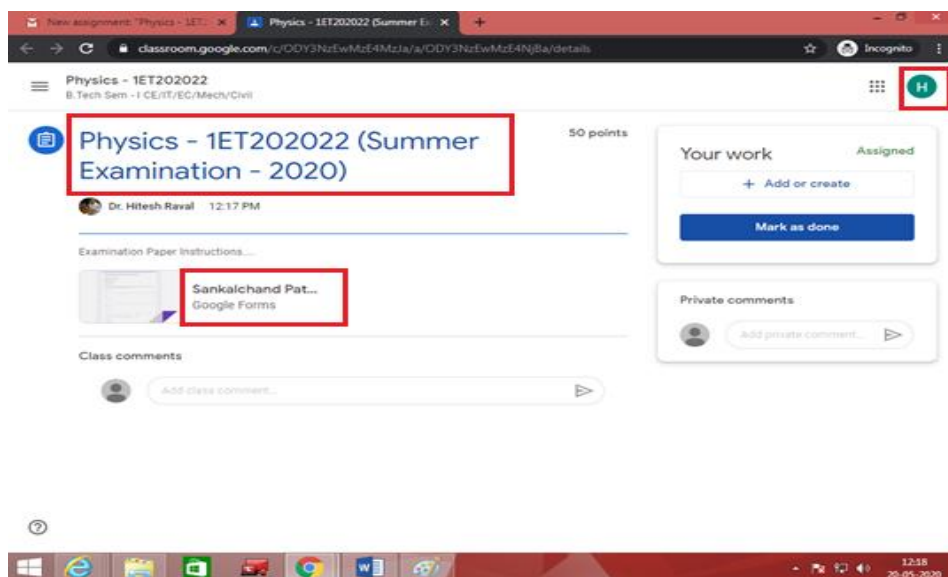 New assignment: "Physics - 1ET2
Physics - 1ET202022 (Summer E
classroom.google.com/c/ODY3NzEwMzE4MzJa/a/ODY3NzEwMzE4NjBa/details
Incognito
Physics - 1ET202022
B.Tech Sem - I CE/IT/EC/Mech/Civil
H
Physics - 1ET202022 (Summer
Examination - 2020)
50 points
Dr. Hitesh Raval 12:17 PM
Examination Paper Instructions....
Sankalchand Pat...
Google Forms
Class comments
Add class comment...
Your work Assigned
+ Add or create
Mark as done
Private comments
Add private comment...
12:18
20-05-2020